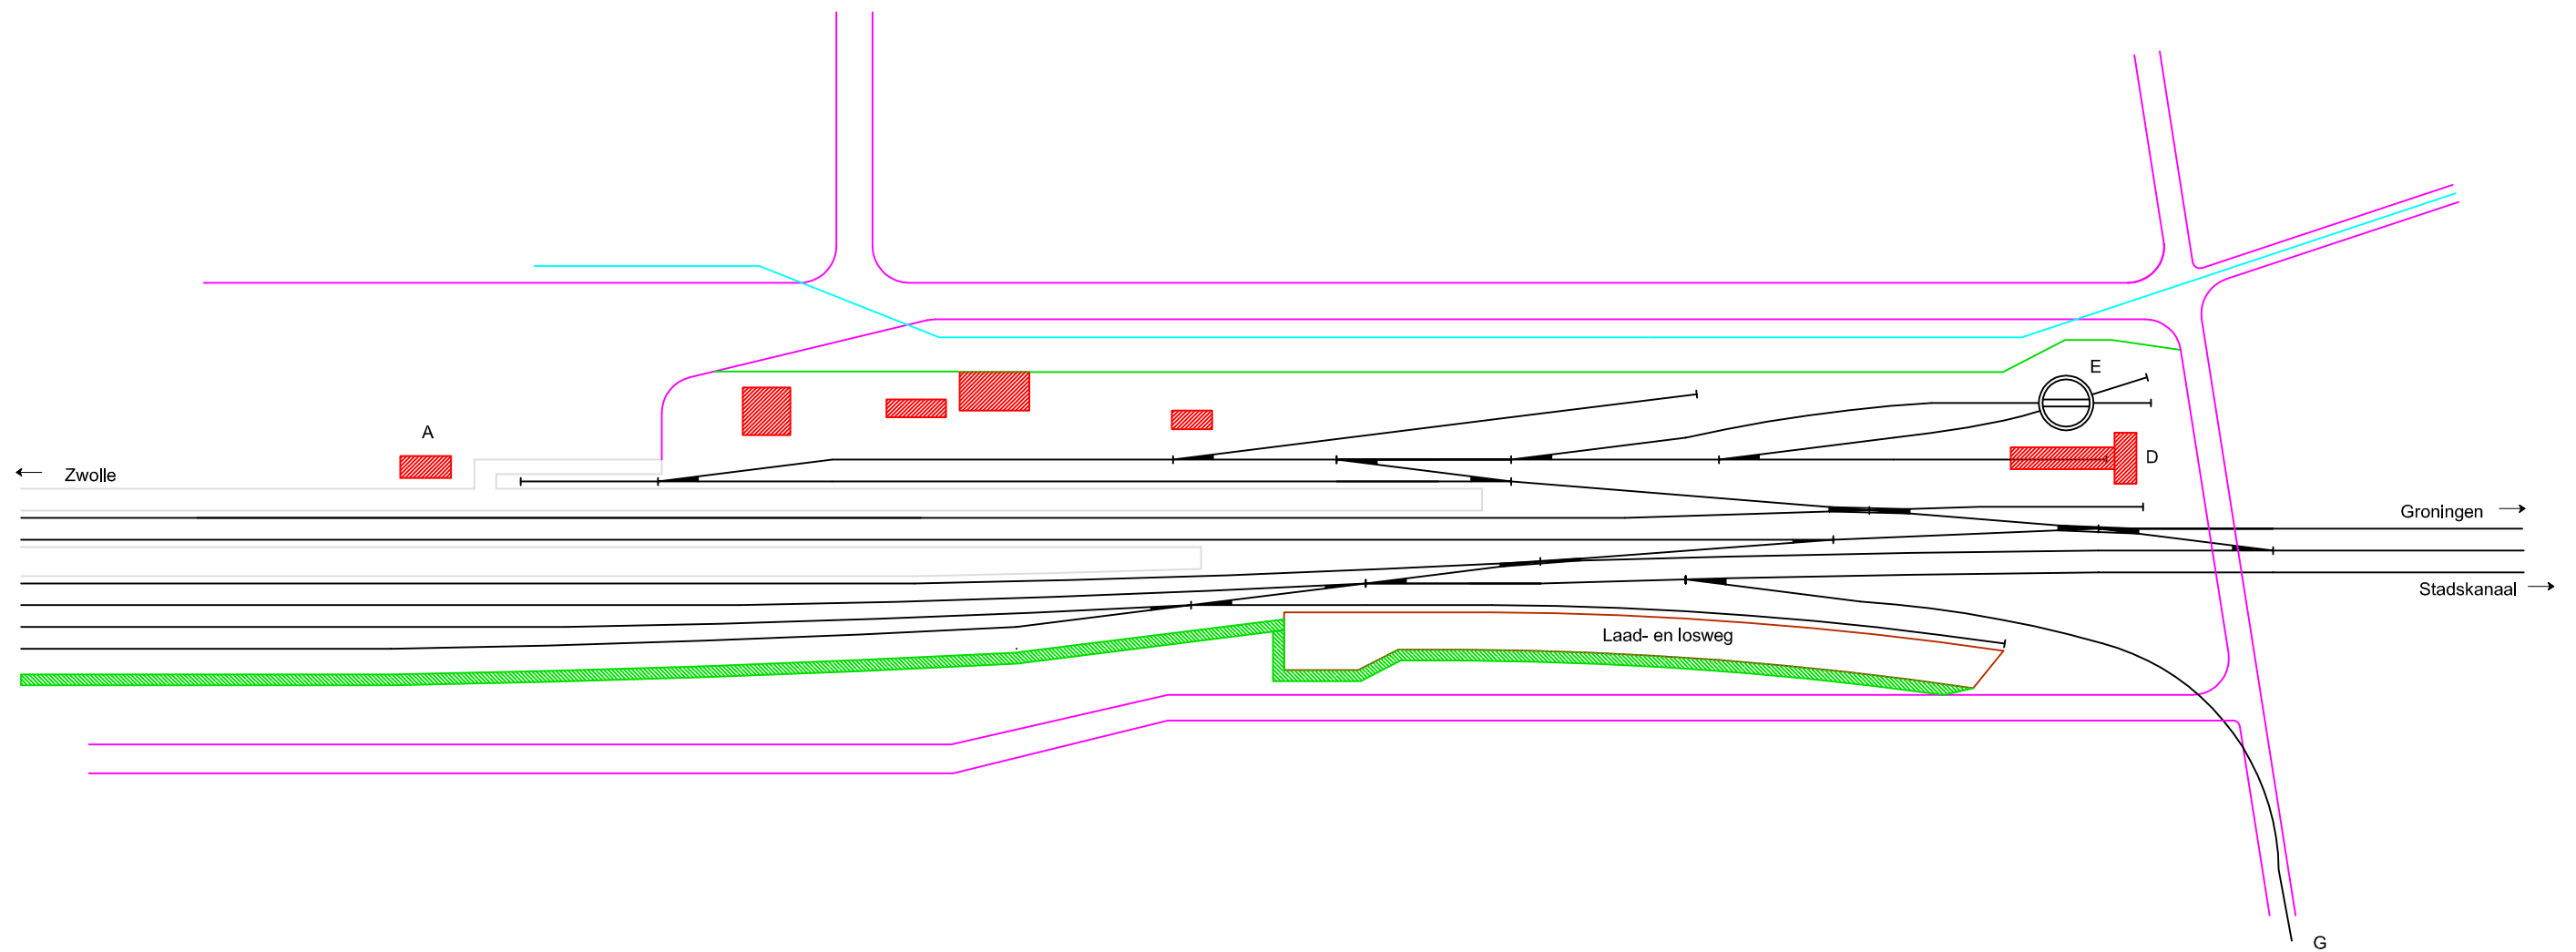 E
A
D
Zwolle
Groningen
Stadskanaal
Laad- en losweg
G